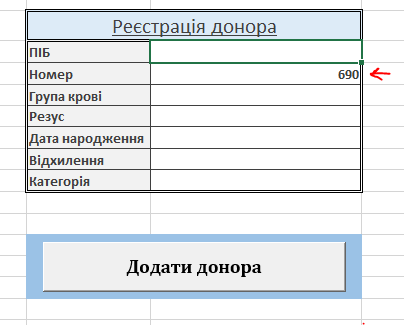 Реєстрація донора
ПІБ
Номер 690
Група крові
Резус
Дата народження
Відхилення
Категорія
Додати донора